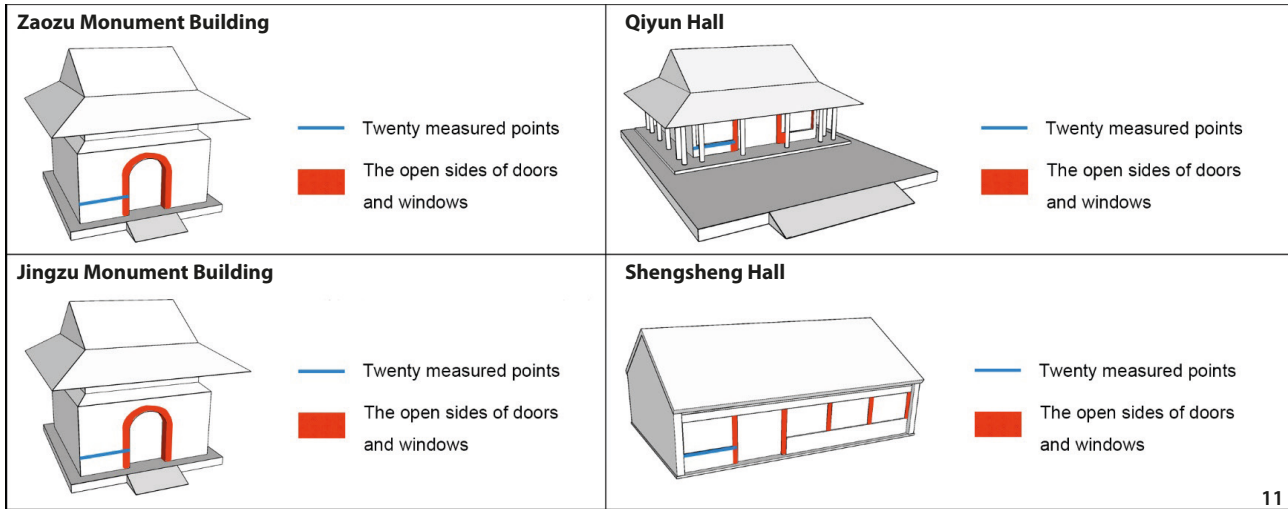 Zaozu Monument Building
Twenty measured points
The open sides of doors
and windows
Qiyun Hall
Twenty measured points
The open sides of doors
and windows
Jingzu Monument Building
Twenty measured points
The open sides of doors
and windows
Shengsheng Hall
Twenty measured points
The open sides of doors
and windows
11